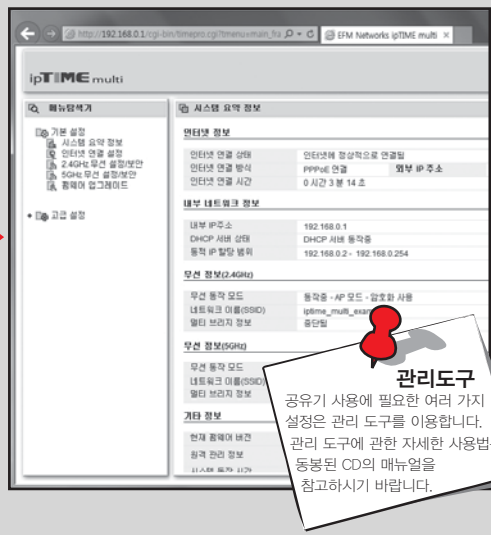 http://192.168.0.1/cgi-bin/timepro.cgi?tmenu=main_fra
EFM Networks ipTIME multi
ipTIME multi
메뉴탐색기
기본 설정
시스템 요약 정보
인터넷 연결 설정
2.4GHz 무선 설정/보안
5GHz 무선 설정/보안
펌웨어 업그레이드
고급 설정
시스템 요약 정보
인터넷 정보
인터넷 연결 상태 인터넷에 정상적으로 연결됨
인터넷 연결 방식 PPPoE 연결 외부 IP 주소
인터넷 연결 시간 0 시간 3 분 14 초
내부 네트워크 정보
내부 IP주소 192.168.0.1
DHCP 서버 상태 DHCP 서버 동작중
동적 IP 할당 범위 192.168.0.2 - 192.168.0.254
무선 정보(2.4GHz)
무선 동작 모드 동작중 - AP 모드 - 암호화 사용
네트워크 이름(SSID) iptime_multi_exam
멀티 브리지 정보 중단됨
무선 정보(5GHz)
무선 동작 모드
네트워크 이름(SSID)
멀티 브리지 정보
기타 정보
현재 펌웨어 버전
원격 관리 정보
시스템 동작 시간
관리도구
공유기 사용에 필요한 여러 가지
설정은 관리 도구를 이용합니다.
관리 도구에 관한 자세한 사용법
동봉된 CD의 매뉴얼을
참고하시기 바랍니다.